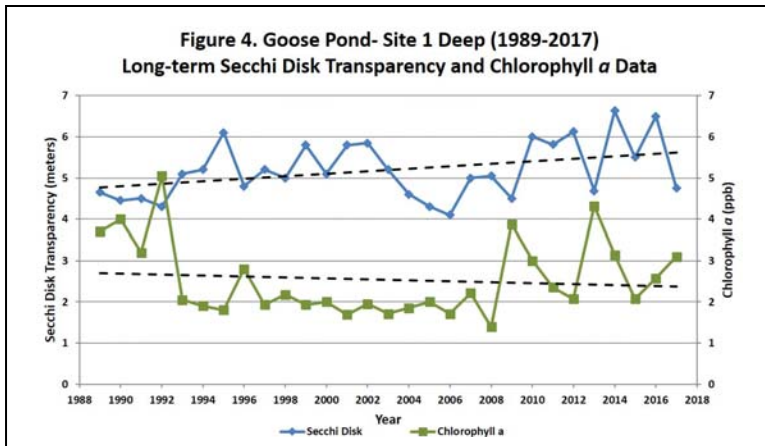 Figure 4. Goose Pond- Site 1 Deep (1989-2017)
Long-term Secchi Disk Transparency and Chlorophyll a Data
Secchi Disk Transparency (meters)
7
6
5
4
3
2
1
0
7
6
5
4
3
2
1
0
Chlorophyll a (ppb)
1988 1990 1992 1994 1996 1998 2000 2002 2004 2006 2008 2010 2012 2014 2016 2018
Year
Secchi Disk Chlorophyll a